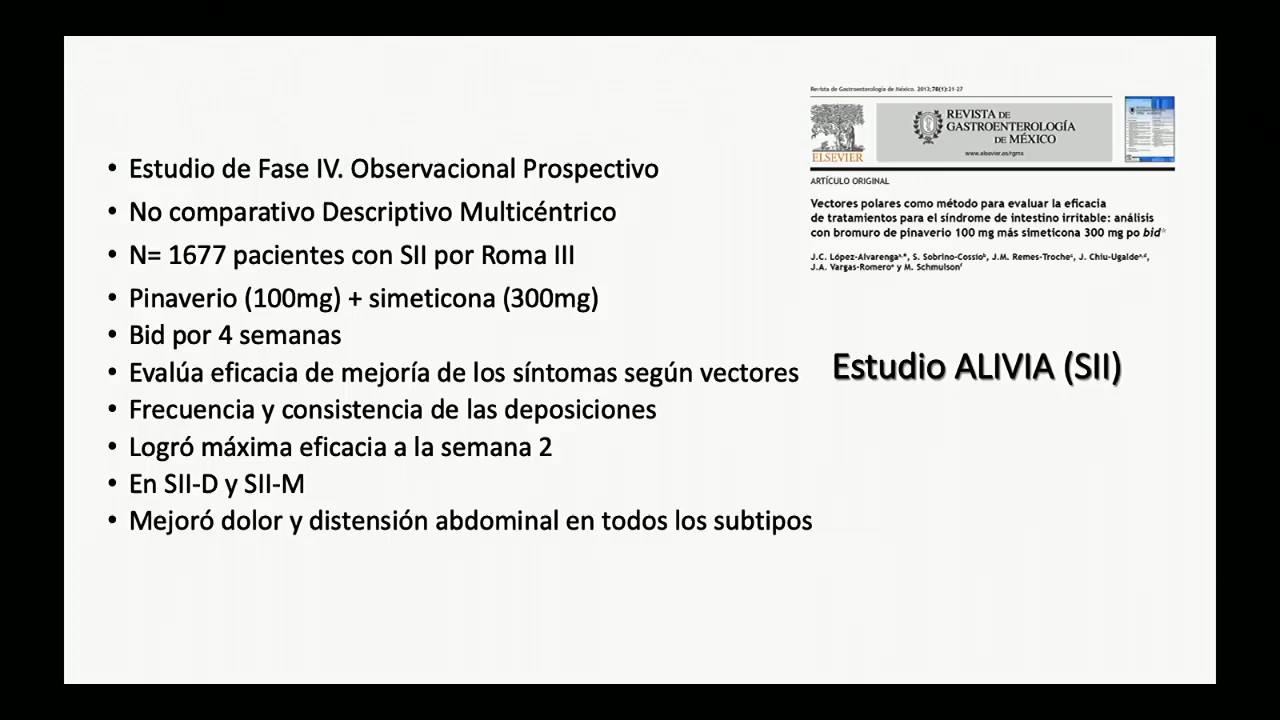 • Estudio de Fase IV. Observacional Prospectivo
• No comparativo Descriptivo Multicéntrico
• N= 1677 pacientes con SII por Roma III
• Pinaverio (100mg) + simeticona (300mg)
• Bid por 4 semanas
• Evalúa eficacia de mejoría de los síntomas según vectores
• Frecuencia y consistencia de las deposiciones
• Logró máxima eficacia a la semana 2
• En SII-D y SII-M
• Mejoró dolor y distensión abdominal en todos los subtipos
Revista de Gastroenterología de México. 2013;78(1):21-27
ELSEVIER
REVISTA DE
GASTROENTEROLOGÍA
DE MÉXICO
www.elsevier.es/rgmx
ARTÍCULO ORIGINAL
Vectores polares como método para evaluar la eficacia
de tratamientos para el síndrome de intestino irritable: análisis
con bromuro de pinaverio 100 mg más simeticona 300 mg po bid☆
J.C. López-Alvarenga, S. Sobrino-Cossío, J.M. Remes-Troche, J. Chiu-Ugalde,
J.A. Vargas-Romero y M. Schmulson
Estudio ALIVIA (SII)